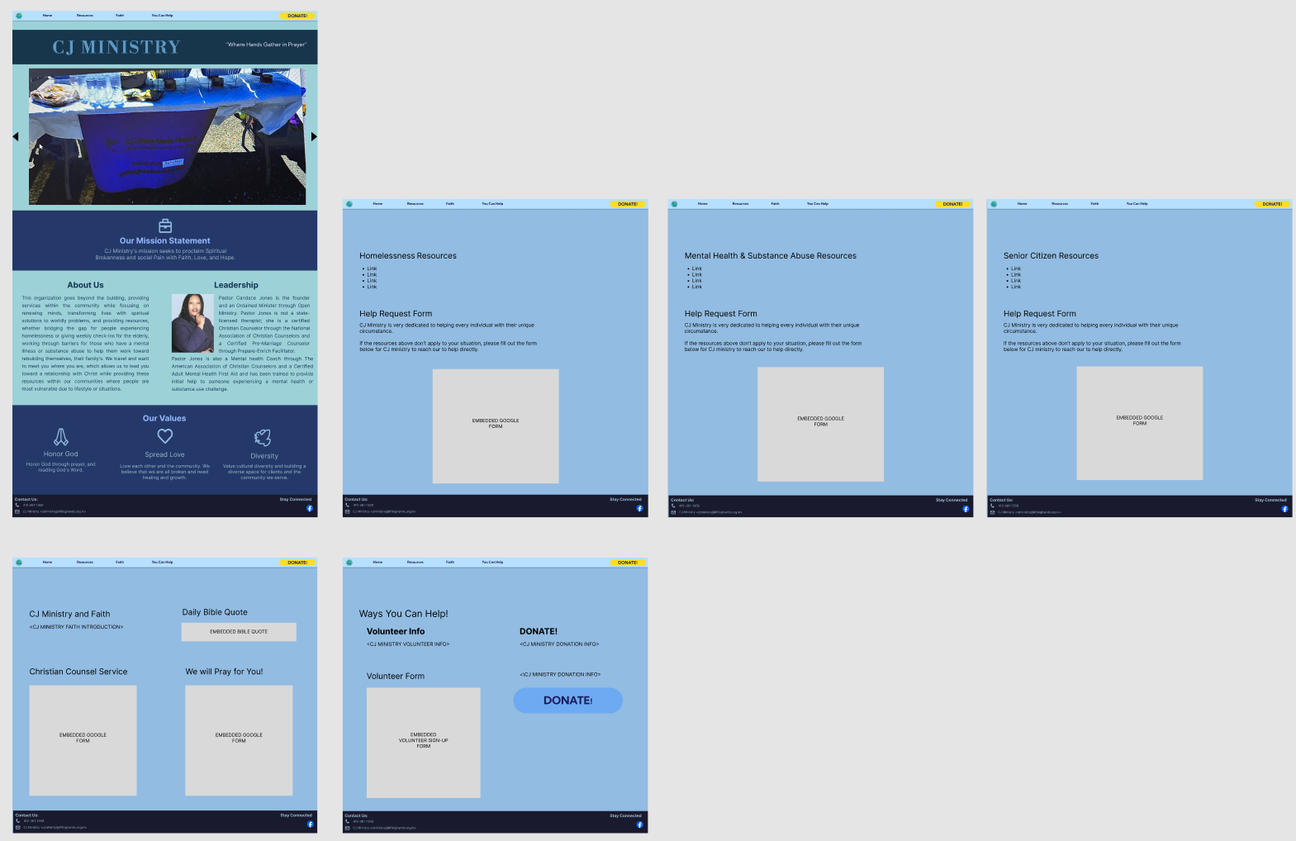 Home Resources Faith You Can Help DONATE!
CJ MINISTRY
"Where Hands Gather in Prayer"
Our Mission Statement
CJ Ministry's mission seeks to proclaim Spiritual
Brokenness and social Pain with Faith, Love, and Hope.
About Us
This organization goes beyond the building, providing
services within the community while focusing on
renewing minds, transforming lives with spiritual
solutions to worldly problems, and providing resources,
whether bridging the gap for people experiencing
homelessness or giving weekly check-ins for the elderly,
working through barriers for those who have a mental
illness or substance abuse to help them work toward
rebuilding themselves, their family's. We travel and want
to meet you where you are, which allows us to lead you
toward a relationship with Christ while providing these
resources within our communities where people are
most vulnerable due to lifestyle or situations.
Leadership
Pastor Candace Jones is the founder
and an Ordained Minister through Open
Ministry. Pastor Jones is not a state-
licensed therapist; she is a certified
Christian Counselor through the National
Association of Christian Counselors and
a Certified Pre-Marriage Counselor
through Prepare-Enrich Facilitator.
Pastor Jones is also a Mental health Coach through The
American Association of Christian Counselors and a Certified
Adult Mental Health First Aid and has been trained to provide
initial help to someone experiencing a mental health or
substance use challenge.
Our Values
Honor God
Honor God through prayer, and
reading God's Word.
Spread Love
Love each other and the community. We
believe that we are all broken and need
healing and growth.
Diversity
Value cultural diversity and building a
diverse space for clients and the
community we serve.
Contact Us:
Stay Connected
Home Resources Faith You Can Help DONATE!
Homelessness Resources
• Link
• Link
• Link
• Link
Help Request Form
CJ Ministry is very dedicated to helping every individual with their unique
circumstance.
If the resources above don't apply to your situation, please fill out the form
below for CJ ministry to reach our to help directly.
EMBEDDED GOOGLE
FORM
Contact Us:
Stay Connected
Home Resources Faith You Can Help DONATE!
Mental Health & Substance Abuse Resources
• Link
• Link
• Link
• Link
Help Request Form
CJ Ministry is very dedicated to helping every individual with their unique
circumstance.
If the resources above don't apply to your situation, please fill out the form
below for CJ ministry to reach our to help directly.
EMBEDDED GOOGLE
FORM
Contact Us:
Stay Connected
Home Resources Faith You Can Help DONATE!
Senior Citizen Resources
• Link
• Link
• Link
• Link
Help Request Form
CJ Ministry is very dedicated to helping every individual with their unique
circumstance.
If the resources above don't apply to your situation, please fill out the form
below for CJ ministry to reach our to help directly.
EMBEDDED GOOGLE
FORM
Contact Us:
Stay Connected
Home Resources Faith You Can Help DONATE!
CJ Ministry and Faith
<CJ MINISTRY FAITH INTRODUCTION>
Daily Bible Quote
EMBEDDED BIBLE QUOTE
Christian Counsel Service
EMBEDDED GOOGLE
FORM
We will Pray for You!
EMBEDDED GOOGLE
FORM
Contact Us:
Stay Connected
Home Resources Faith You Can Help DONATE!
Ways You Can Help!
Volunteer Info
<CJ MINISTRY VOLUNTEER INFO>
Volunteer Form
EMBEDDED
VOLUNTEER SIGN-UP
FORM
DONATE!
<CJ MINISTRY DONATION INFO>
<\CJ MINISTRY DONATION INFO>
DONATE!
Contact Us:
Stay Connected